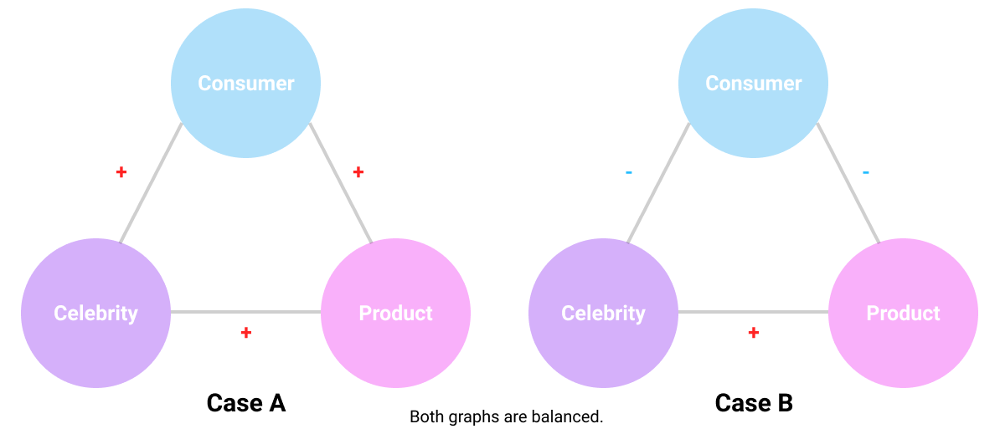 Consumer
+
+
Celebrity
Product
+
Case A
Consumer
-
-
Celebrity
Product
+
Case B
Both graphs are balanced.